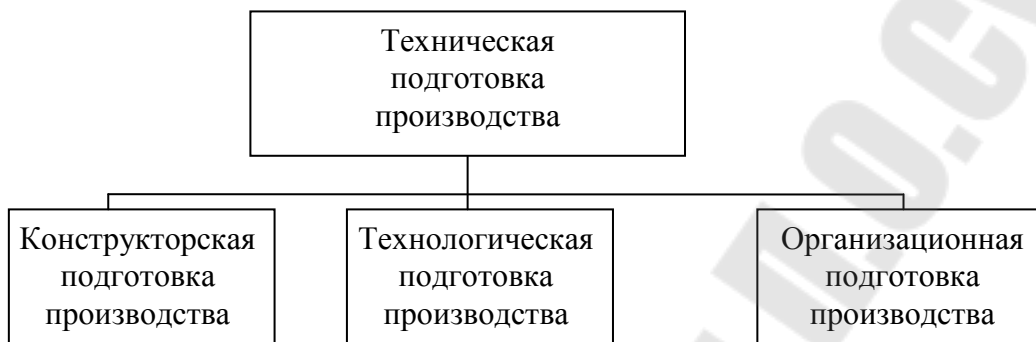 Техническая
подготовка
производства
Конструкторская
подготовка
производства
Технологическая
подготовка
производства
Организационная
подготовка
производства